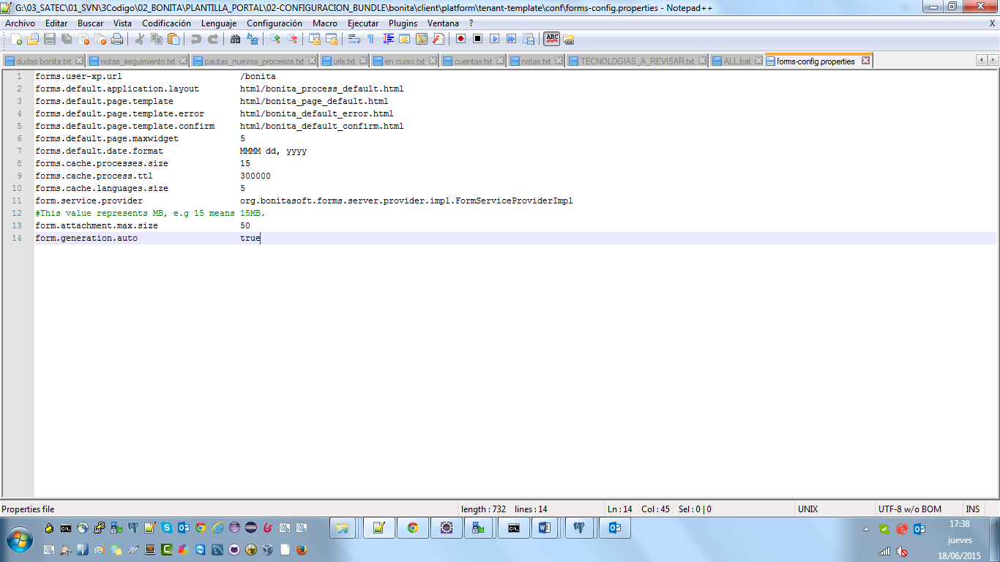 G:\03_SATEC\01_SVN\3Codigo\02_BONITA\PLANTILLA_PORTAL\02-CONFIGURACION_BUNDLE\bonita\client\platform\tenant-template\conf\forms-config.properties - Notepad++
Archivo Editar Buscar Vista Codificación Lenguaje Configuración Macro Ejecutar Plugins Ventana ? X
ABC
dudas bonita.txt notas_seguimiento.txt pautas_nuevos_procesos.txt urls.txt en curso.txt cuentas.txt notas.txt TECNOLOGIAS_A_REVISAR.txt ALL.bat forms-config.properties
1 forms.user-xp.url /bonita
2 forms.default.application.layout html/bonita_process_default.html
3 forms.default.page.template html/bonita_page_default.html
4 forms.default.page.template.error html/bonita_default_error.html
5 forms.default.page.template.confirm html/bonita_default_confirm.html
6 forms.default.page.maxwidget 5
7 forms.default.date.format MMMM dd, yyyy
8 forms.cache.processes.size 15
9 forms.cache.process.ttl 300000
10 forms.cache.languages.size 5
11 form.service.provider org.bonitasoft.forms.server.provider.impl.FormServiceProviderImpl
12 #This value represents MB, e.g 15 means 15MB.
13 form.attachment.max.size 50
14 form.generation.auto true
Properties file length : 732 lines : 14 Ln : 14 Col : 45 Sel : 0 | 0 UNIX UTF-8 w/o BOM INS
17:38
jueves
18/06/2015